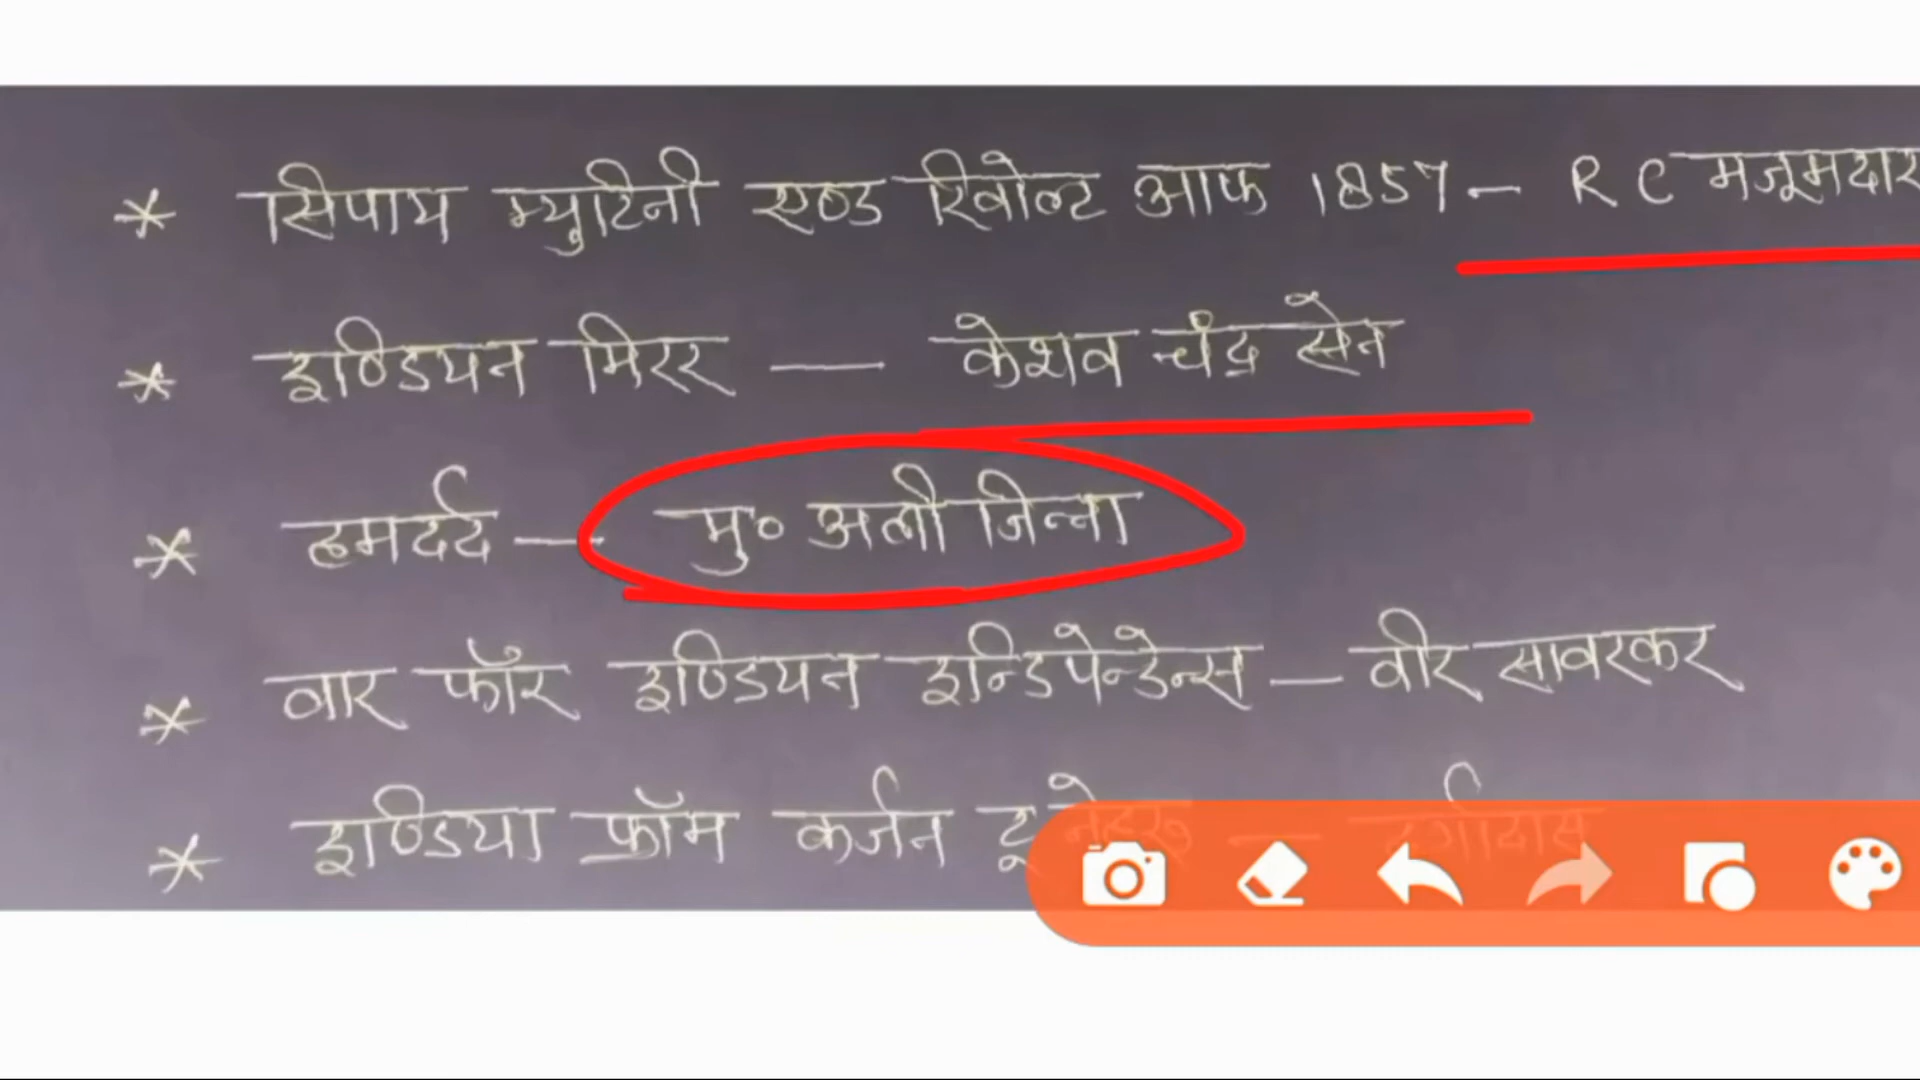 * सिपाय म्युटिनी एण्ड रिवोल्ट आफ 1857 – R C मजूमदार
* इण्डियन मिरर — केशव चंद्र सेन
* हमदर्द — मु० अली जिन्ना
* वार फॉर इण्डियन इन्डिपेन्डेन्स – वीर सावरकर
* इण्डिया फ्रॉम कर्जन टू नेहरू — दुर्गादास